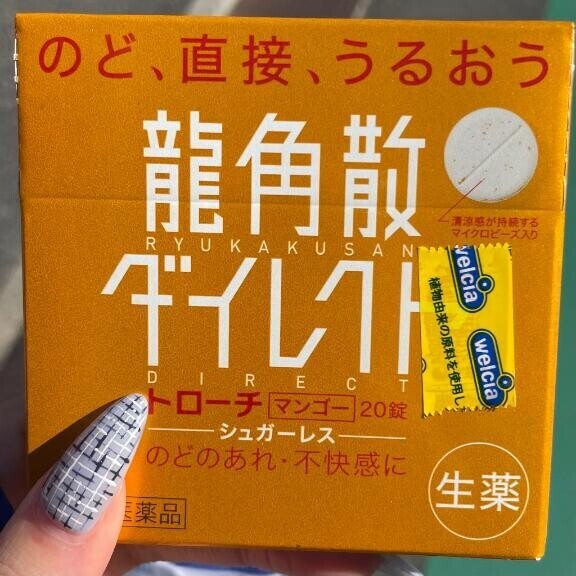 のど、直接、うるおう
龍角散
RYUKAKUSAN
ダイレクト
DIRECT
清涼感が持続する
マイクロビーズ入り
welcia
植物由来の原料を使用し
welcia
トローチ マンゴー 20錠
シュガーレス
のどのあれ・不快感に
医薬品
生薬